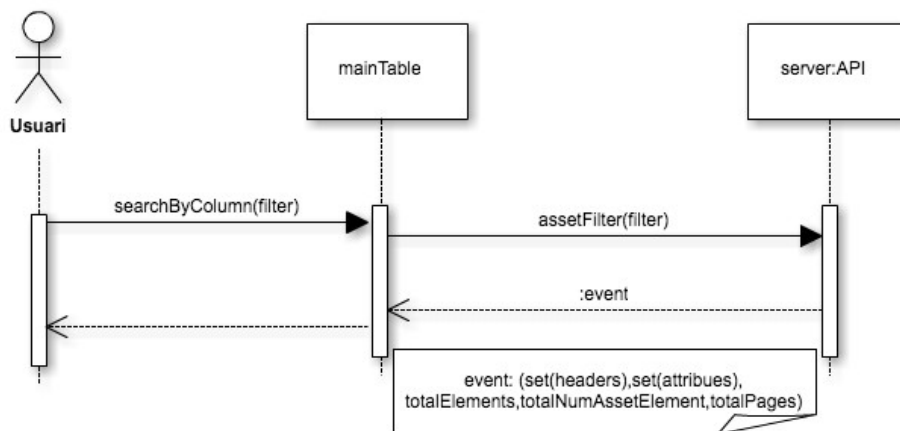 mainTable
server:API
Usuari
searchByColumn(filter)
assetFilter(filter)
:event
event: (set(headers),set(attribues),
totalElements,totalNumAssetElement,totalPages)